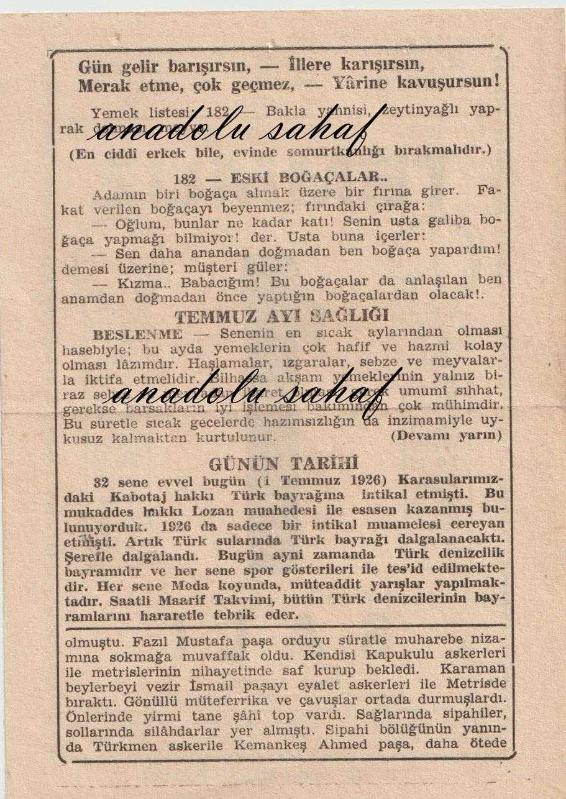 Gün gelir barışırsın, — İllere karışırsın,
Merak etme, çok geçmez, — Yârine kavuşursun!
Yemek listesi: 182 — Bakla yahnisi, zeytinyağlı yap-
rak
anadolu sahaf
(En ciddî erkek bile, evinde somurtkanlığı bırakmalıdır.)
182 — ESKİ BOĞAÇALAR..
Adamın biri boğaça almak üzere bir fırına girer. Fa-
kat verilen boğaçayı beyenmez; fırındaki çırağa:
— Oğlum, bunlar ne kadar katı! Senin usta galiba bo-
ğaça yapmağı bilmiyor! der. Usta buna içerler:
— Sen daha anandan doğmadan ben boğaça yapardım!
demesi üzerine; müşteri güler:
— Kızma.. Babacığım! Bu boğaçalar da anlaşılan ben
anamdan doğmadan önce yaptığın boğaçalardan olacak!.
TEMMUZ AYI SAĞLIĞI
BESLENME — Senenin en sıcak aylarından olması
hasebiyle; bu ayda yemeklerin çok hafif ve hazmi kolay
olması lâzımdır. Haşlamalar, ızgaralar, sebze ve meyvalar-
la iktifa etmelidir. Bilhassa akşam yemeklerinin yalnız bi-
raz umumî sıhhat,
anadolu sahaf
gerekse barsakların iyi işlemesi bakımından çok mühimdir.
Bu suretle sıcak gecelerde hazımsızlığın da inzimamiyle uy-
kusuz kalmaktan kurtulunur. (Devamı yarın)
GÜNÜN TARİHİ
32 sene evvel bugün (1 Temmuz 1926) Karasularımız-
daki Kabotaj hakkı Türk bayrağına intikal etmişti. Bu
mukaddes hakkı Lozan muahedesi ile esasen kazanmış bu-
lunuyorduk. 1926 da sadece bir intikal muamelesi cereyan
etmişti. Artık Türk sularında Türk bayrağı dalgalanacaktı.
Şerefle dalgalandı. Bugün ayni zamanda Türk denizcilik
bayramıdır ve her sene spor gösterileri ile tes'id edilmekte-
dir. Her sene Moda koyunda, müteaddit yarışlar yapılmak-
tadır. Saatli Maarif Takvimi, bütün Türk denizcilerinin bay-
ramlarını hararetle tebrik eder.
olmuştu. Fazıl Mustafa paşa orduyu süratle muharebe niza-
mına sokmağa muvaffak oldu. Kendisi Kapukulu askerleri
ile metrislerinin nihayetinde saf kurup bekledi. Karaman
beylerbeyi vezir İsmail paşayı eyalet askerleri ile Metrisde
bıraktı. Gönüllü müteferrika ve çavuşlar ortada durmuşlardı.
Önlerinde yirmi tane şâhî top vardı. Sağlarında sipahiler,
sollarında silâhdarlar yer almıştı. Sipahi bölüğünün yanın-
da Türkmen askerile Kemankeş Ahmed paşa, daha ötede